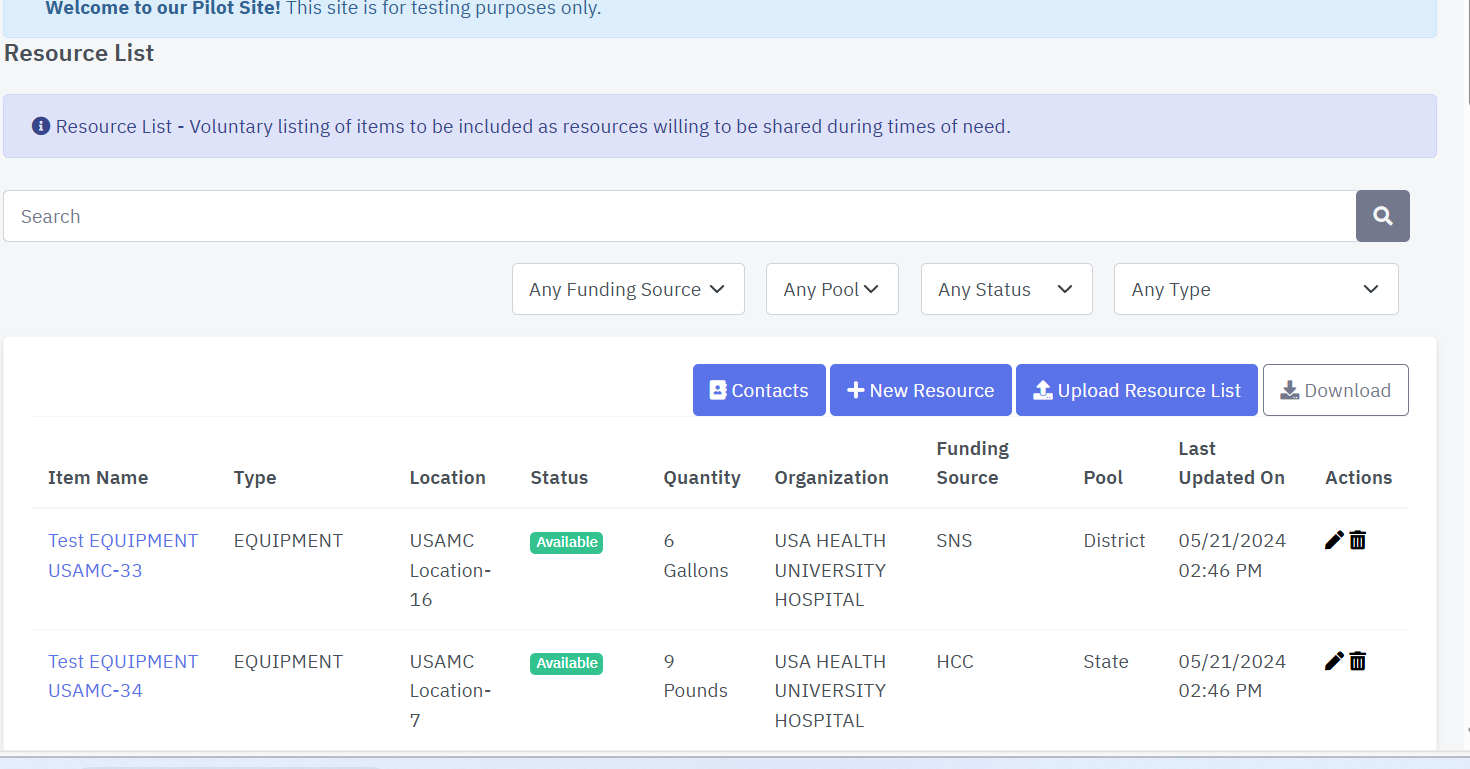 Welcome to our Pilot Site! This site is for testing purposes only.
Resource List
Resource List - Voluntary listing of items to be included as resources willing to be shared during times of need.
Search
Any Funding Source
Any Pool
Any Status
Any Type
Contacts
New Resource
Upload Resource List
Download
Item Name
Type
Location
Status
Quantity
Organization
Funding
Source
Pool
Last
Updated On
Actions
Test EQUIPMENT
USAMC-33
EQUIPMENT
USAMC
Location-
16
Available
6
Gallons
USA HEALTH
UNIVERSITY
HOSPITAL
SNS
District
05/21/2024
02:46 PM
Test EQUIPMENT
USAMC-34
EQUIPMENT
USAMC
Location-
7
Available
9
Pounds
USA HEALTH
UNIVERSITY
HOSPITAL
HCC
State
05/21/2024
02:46 PM